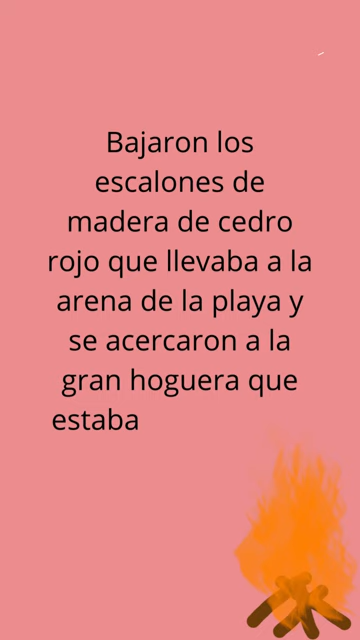 Bajaron los
escalones de
madera de cedro
rojo que llevaba a la
arena de la playa y
se acercaron a la
gran hoguera que
estaba